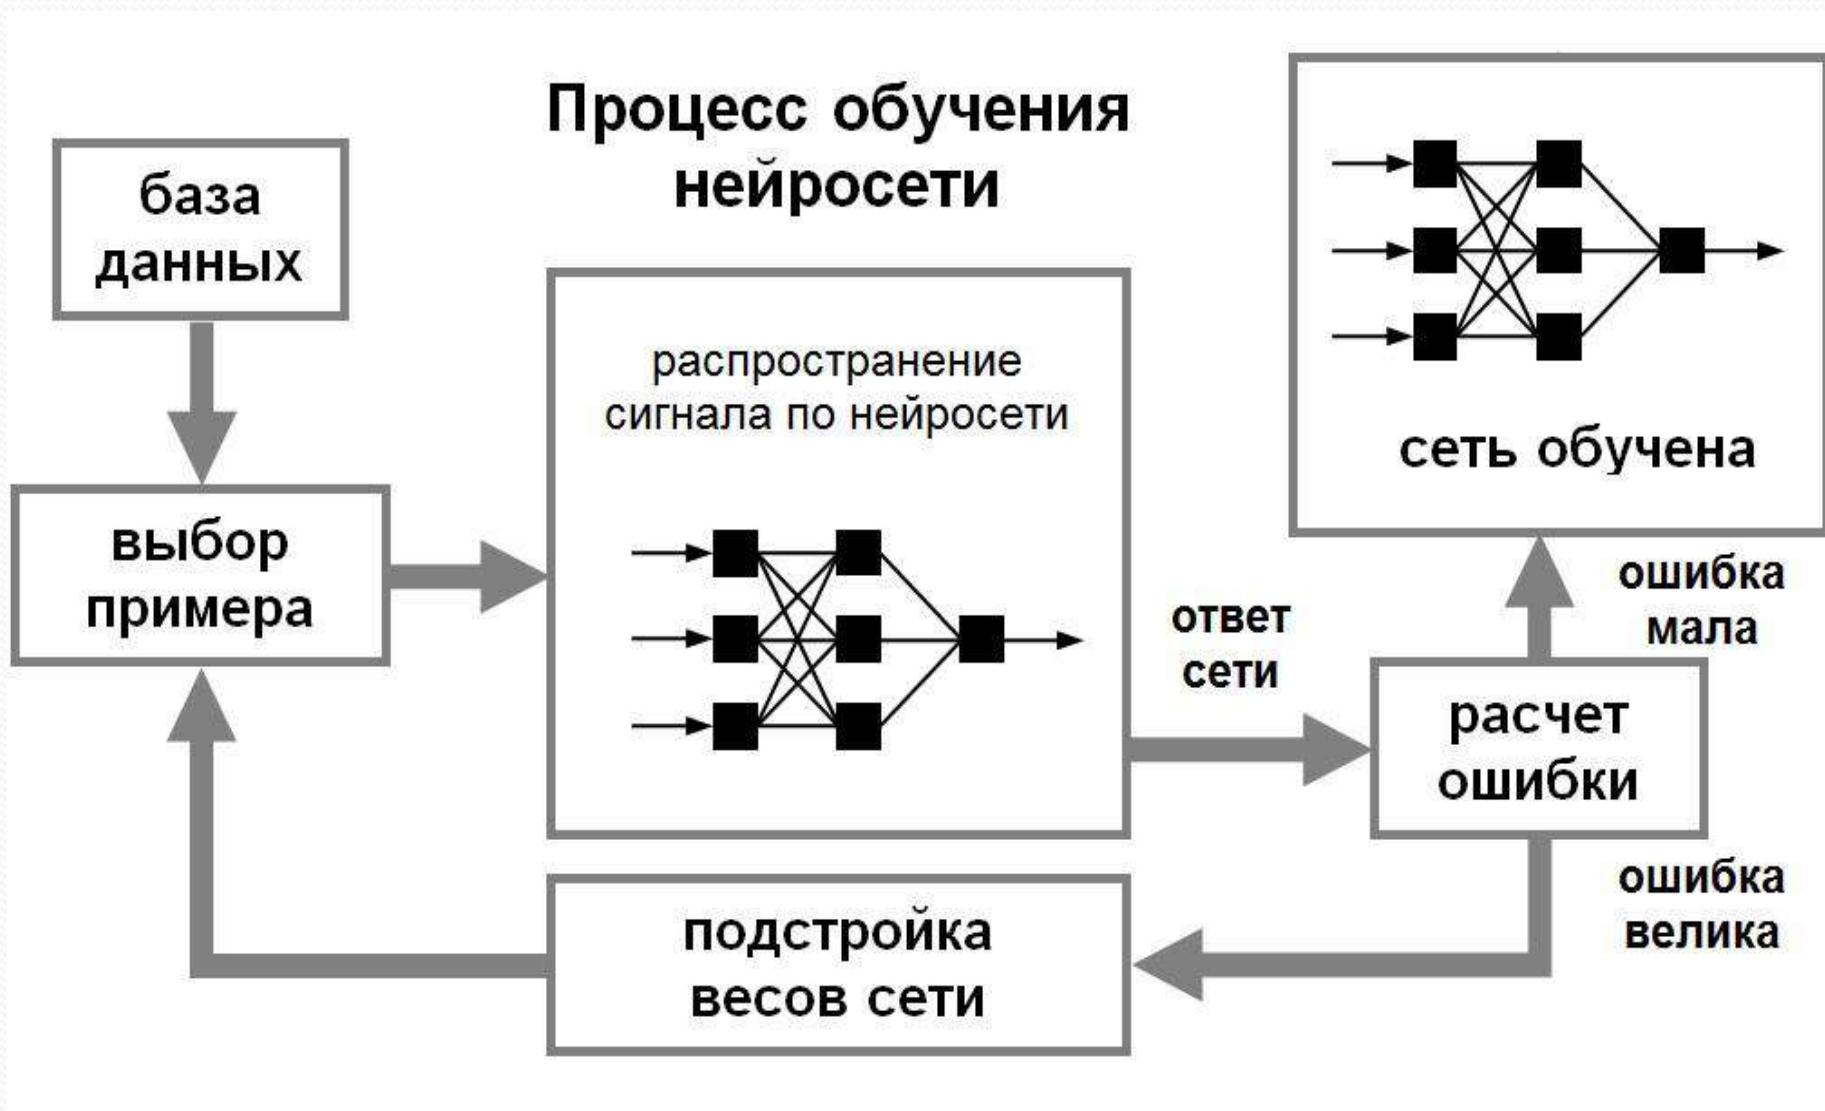 Процесс обучения
нейросети
база
данных
выбор
примера
распространение
сигнала по нейросети
ответ
сети
расчет
ошибки
ошибка
мала
сеть обучена
ошибка
велика
подстройка
весов сети